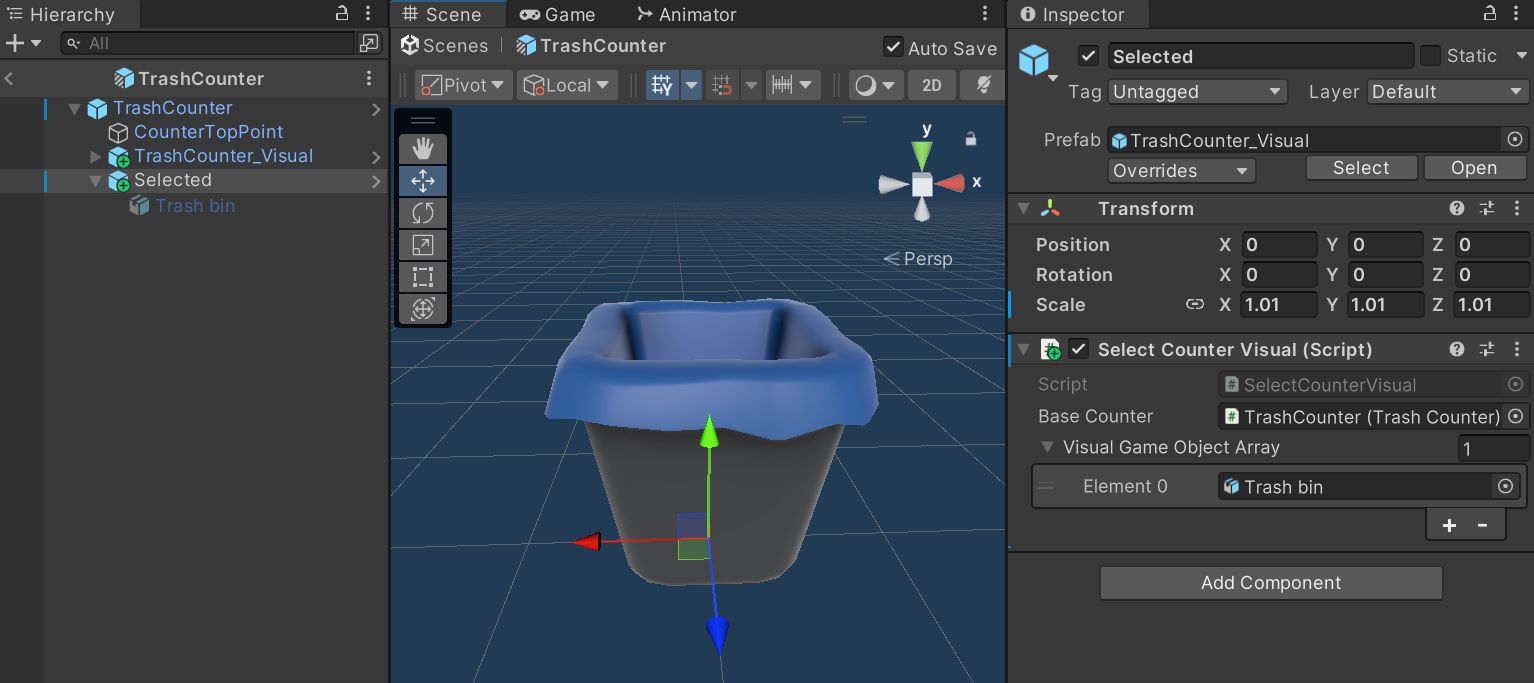 Hierarchy
All
TrashCounter
TrashCounter
CounterTopPoint
TrashCounter_Visual
Selected
Trash bin
Scene
Game
Animator
Scenes
TrashCounter
Auto Save
Pivot
Local
2D
y
x
Persp
Inspector
Selected
Static
Tag Untagged
Layer Default
Prefab TrashCounter_Visual
Overrides
Select
Open
Transform
Position X 0 Y 0 Z 0
Rotation X 0 Y 0 Z 0
Scale X 1.01 Y 1.01 Z 1.01
Select Counter Visual (Script)
Script # SelectCounterVisual
Base Counter # TrashCounter (Trash Counter)
Visual Game Object Array 1
Element 0 Trash bin
+ -
Add Component